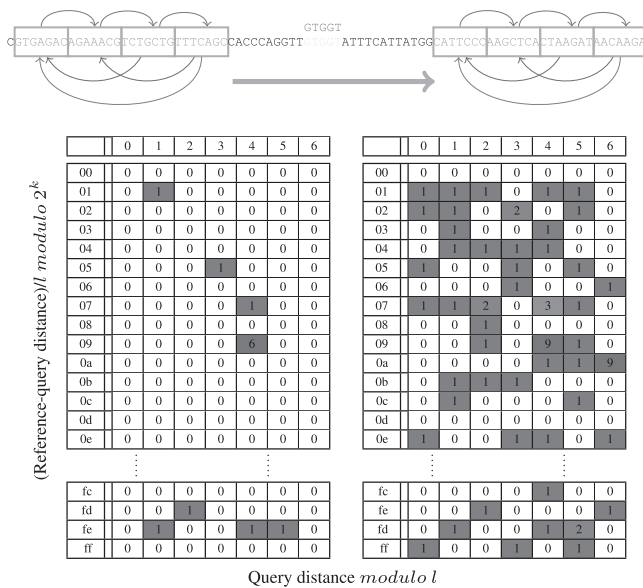 GTGGT
CGTGAGACAGAAACGTCTGCTGTTTCAGCCACCCAGGTTGTGGTATTTCATTATGGCATTCCCAAGCTCACTAAGATAACAAGA
(Reference-query distance)/l modulo 2^k
0 1 2 3 4 5 6
00 0 0 0 0 0 0 0
01 0 1 0 0 0 0 0
02 0 0 0 0 0 0 0
03 0 0 0 0 0 0 0
04 0 0 0 0 0 0 0
05 0 0 0 1 0 0 0
06 0 0 0 0 0 0 0
07 0 0 0 0 1 0 0
08 0 0 0 0 0 0 0
09 0 0 0 0 6 0 0
0a 0 0 0 0 0 0 0
0b 0 0 0 0 0 0 0
0c 0 0 0 0 0 0 0
0d 0 0 0 0 0 0 0
0e 0 0 0 0 0 0 0
fc 0 0 0 0 0 0 0
fd 0 0 1 0 0 0 0
fe 0 1 0 0 1 1 0
ff 0 0 0 0 0 0 0
0 1 2 3 4 5 6
00 0 0 0 0 0 0 0
01 1 1 1 0 1 1 0
02 1 1 0 2 0 1 0
03 0 1 0 0 1 0 0
04 0 1 1 1 1 0 0
05 1 0 0 1 0 1 0
06 0 0 0 1 0 0 1
07 1 1 2 0 3 1 0
08 0 0 1 0 0 0 0
09 0 0 1 0 9 1 0
0a 0 0 0 0 1 1 9
0b 0 1 1 1 0 0 0
0c 0 1 0 0 0 1 0
0d 0 0 0 0 0 0 0
0e 1 0 0 1 1 0 1
fc 0 0 0 0 1 0 0
fe 0 0 1 0 0 0 1
fd 0 1 0 0 1 2 0
ff 1 0 0 1 0 1 0
Query distance modulo l